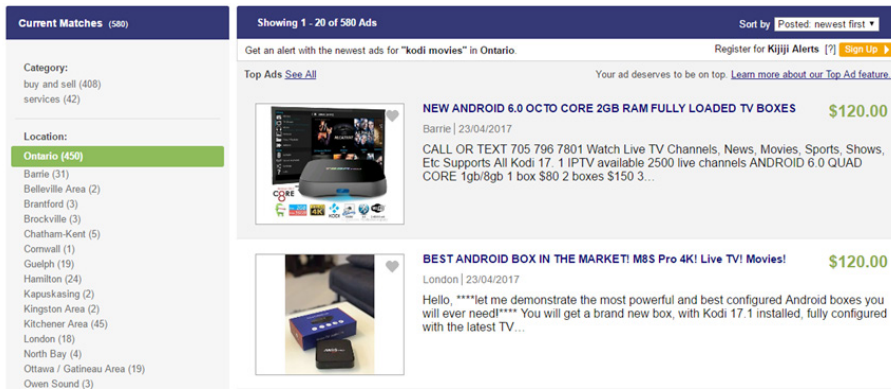 Current Matches (580)
Category:
buy and sell (408)
services (42)
Location:
Ontario (450)
Barrie (31)
Belleville Area (2)
Brantford (3)
Brockville (3)
Chatham-Kent (5)
Cornwall (1)
Guelph (19)
Hamilton (24)
Kapuskasing (2)
Kingston Area (2)
Kitchener Area (45)
London (18)
North Bay (4)
Ottawa / Gatineau Area (19)
Owen Sound (3)
Showing 1 - 20 of 580 Ads
Sort by Posted: newest first
Get an alert with the newest ads for "kodi movies" in Ontario.
Register for Kijiji Alerts [?] Sign Up
Top Ads See All
Your ad deserves to be on top. Learn more about our Top Ad feature.
NEW ANDROID 6.0 OCTO CORE 2GB RAM FULLY LOADED TV BOXES
$120.00
Barrie | 23/04/2017
CALL OR TEXT 705 796 7801 Watch Live TV Channels, News, Movies, Sports, Shows,
Etc Supports All Kodi 17. 1 IPTV available 2500 live channels ANDROID 6.0 QUAD
CORE 1gb/8gb 1 box $80 2 boxes $150 3...
CORE
4K
KODI
BEST ANDROID BOX IN THE MARKET! M8S Pro 4K! Live TV! Movies!
$120.00
London | 23/04/2017
Hello, ****let me demonstrate the most powerful and best configured Android boxes you
will ever need!**** You will get a brand new box, with Kodi 17.1 installed, fully configured
with the latest TV...